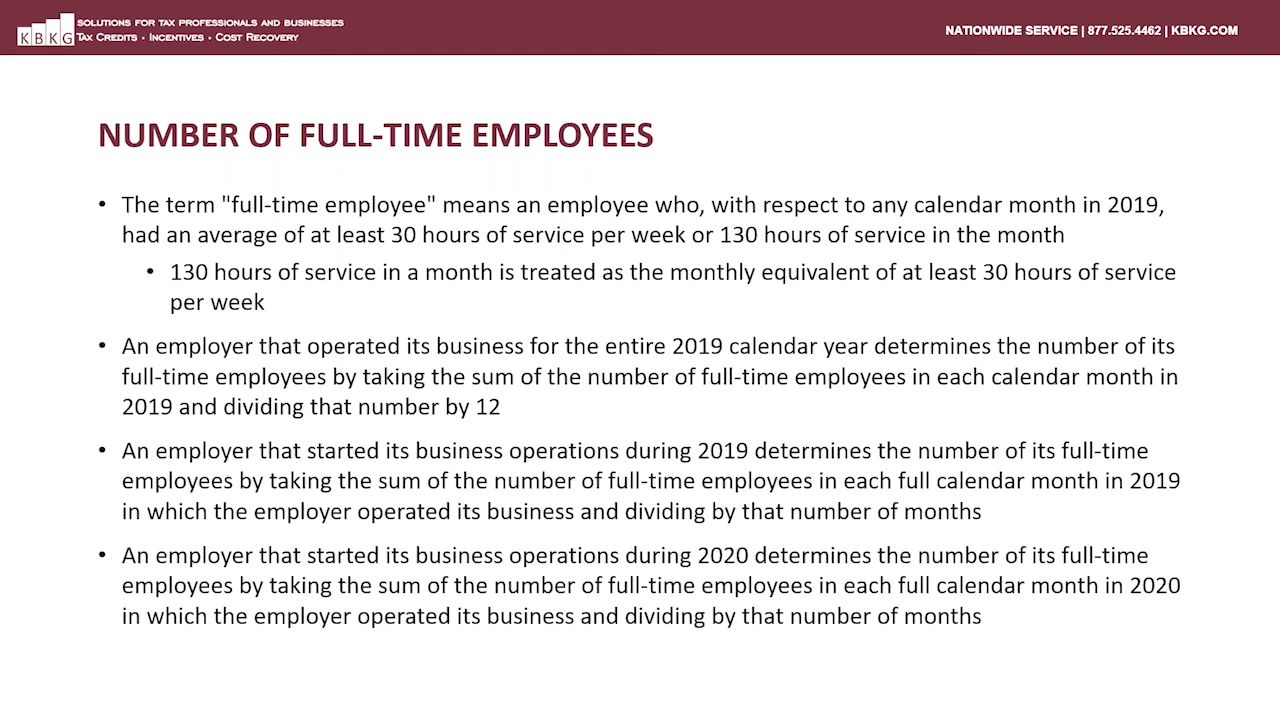 KBKG
SOLUTIONS FOR TAX PROFESSIONALS AND BUSINESSES
TAX CREDITS • INCENTIVES • COST RECOVERY
NATIONWIDE SERVICE | 877.525.4462 | KBKG.COM
NUMBER OF FULL-TIME EMPLOYEES
• The term "full-time employee" means an employee who, with respect to any calendar month in 2019,
had an average of at least 30 hours of service per week or 130 hours of service in the month
• 130 hours of service in a month is treated as the monthly equivalent of at least 30 hours of service
per week
• An employer that operated its business for the entire 2019 calendar year determines the number of its
full-time employees by taking the sum of the number of full-time employees in each calendar month in
2019 and dividing that number by 12
• An employer that started its business operations during 2019 determines the number of its full-time
employees by taking the sum of the number of full-time employees in each full calendar month in 2019
in which the employer operated its business and dividing by that number of months
• An employer that started its business operations during 2020 determines the number of its full-time
employees by taking the sum of the number of full-time employees in each full calendar month in 2020
in which the employer operated its business and dividing by that number of months